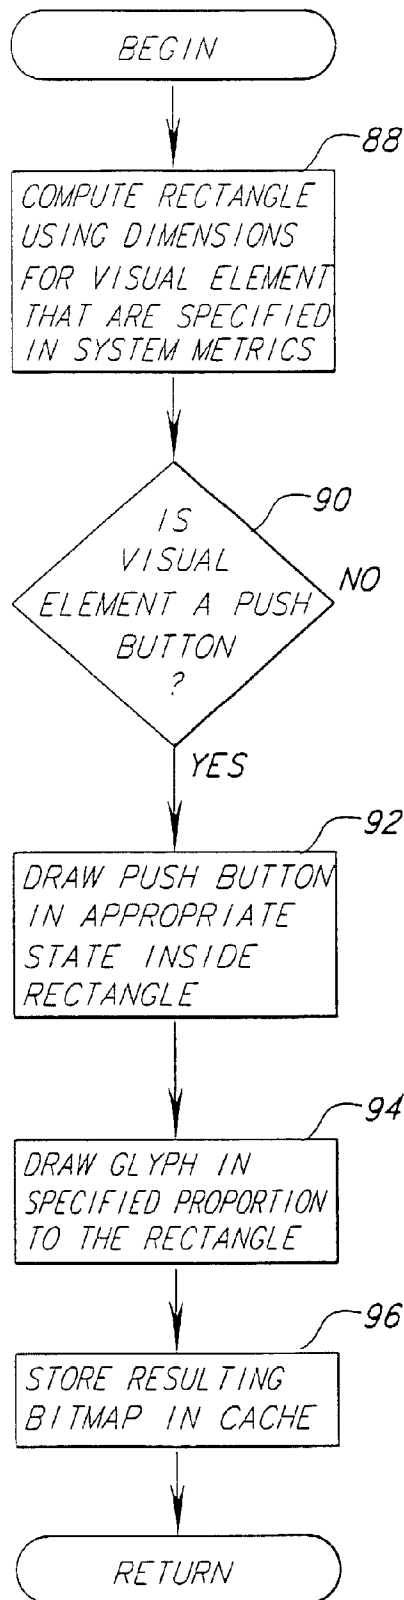 BEGIN
88
COMPUTE RECTANGLE
USING DIMENSIONS
FOR VISUAL ELEMENT
THAT ARE SPECIFIED
IN SYSTEM METRICS
90
IS
VISUAL
ELEMENT A PUSH
BUTTON
?
NO
YES
92
DRAW PUSH BUTTON
IN APPROPRIATE
STATE INSIDE
RECTANGLE
94
DRAW GLYPH IN
SPECIFIED PROPORTION
TO THE RECTANGLE
96
STORE RESULTING
BITMAP IN CACHE
RETURN